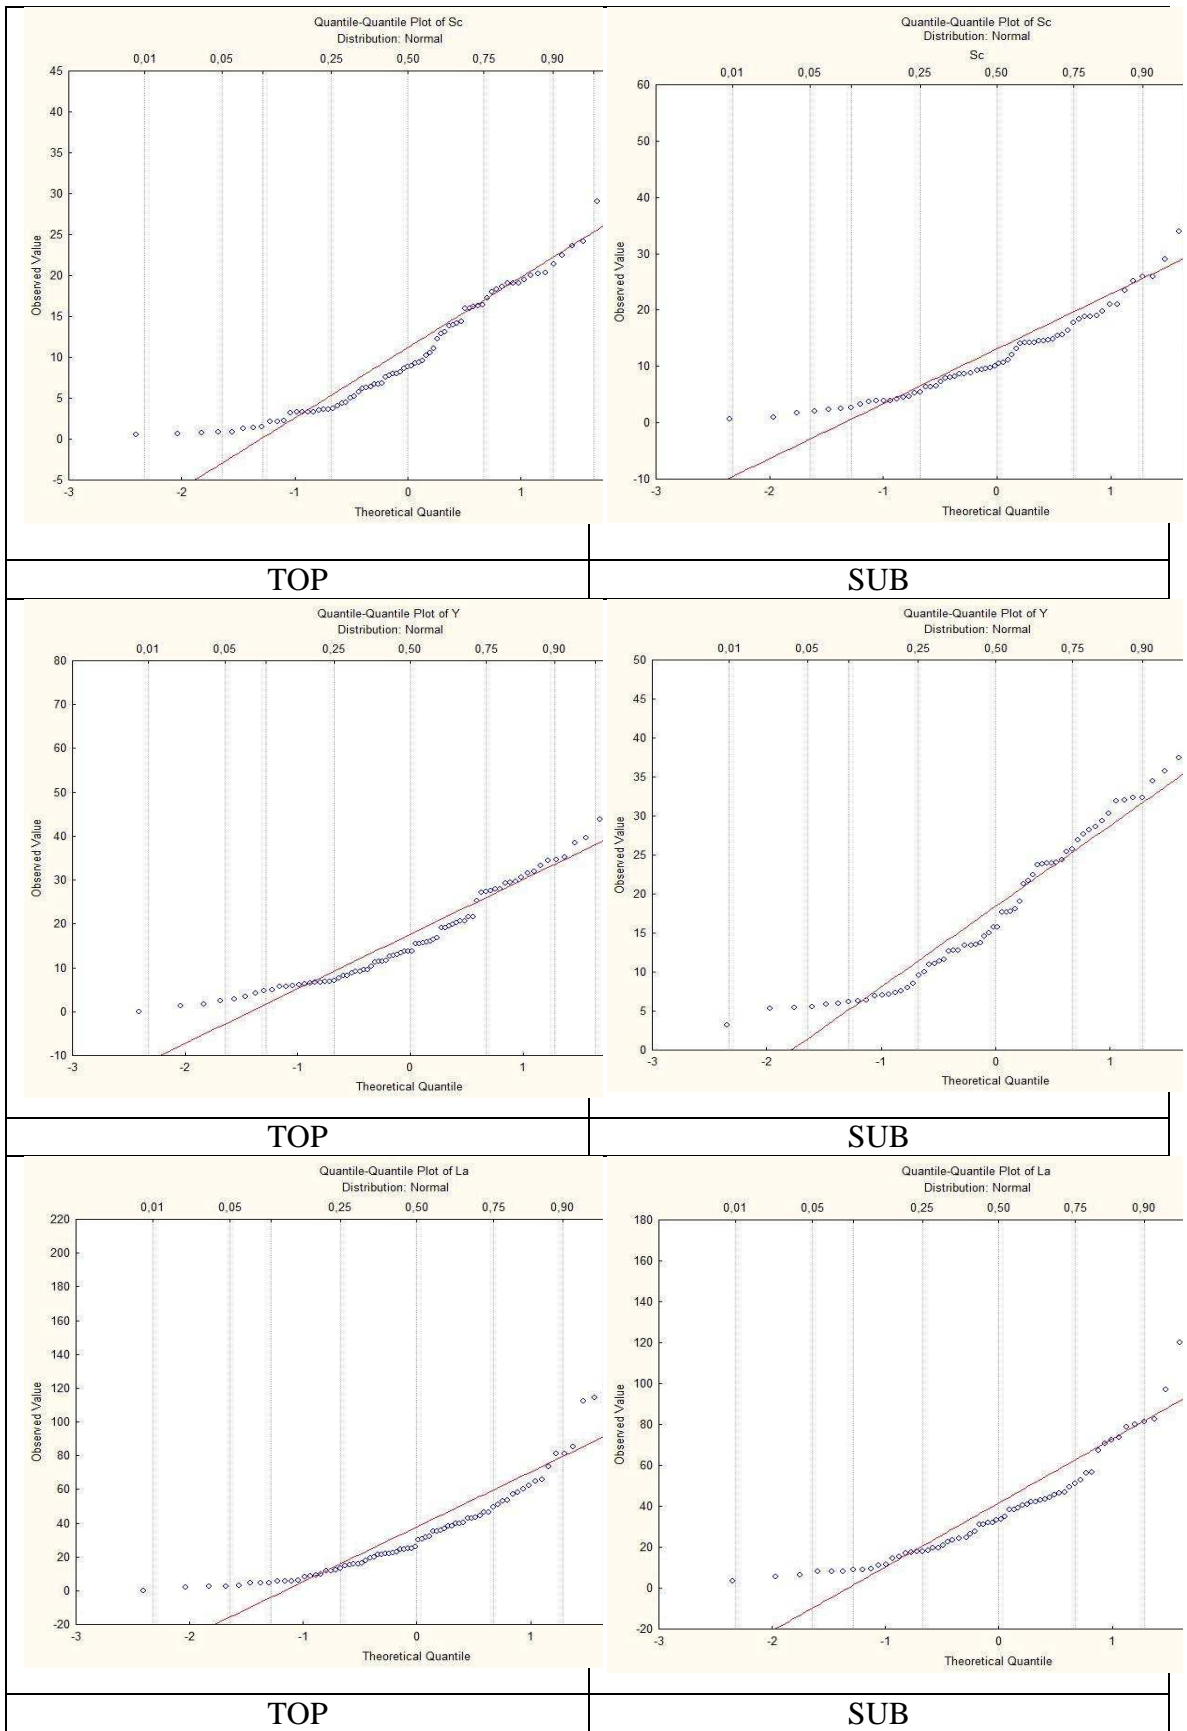 Quantile-Quantile Plot of Sc
Distribution: Normal
0,01 0,05 0,25 0,50 0,75 0,90
45
40
35
30
25
20
15
10
5
0
-5
Observed Value
-3 -2 -1 0 1
Theoretical Quantile
Quantile-Quantile Plot of Sc
Distribution: Normal
Sc
0,01 0,05 0,25 0,50 0,75 0,90
60
50
40
30
20
10
0
-10
Observed Value
-3 -2 -1 0 1
Theoretical Quantile
TOP SUB
Quantile-Quantile Plot of Y
Distribution: Normal
0,01 0,05 0,25 0,50 0,75 0,90
80
70
60
50
40
30
20
10
0
-10
Observed Value
-3 -2 -1 0 1
Theoretical Quantile
Quantile-Quantile Plot of Y
Distribution: Normal
0,01 0,05 0,25 0,50 0,75 0,90
50
45
40
35
30
25
20
15
10
5
0
Observed Value
-3 -2 -1 0 1
Theoretical Quantile
TOP SUB
Quantile-Quantile Plot of La
Distribution: Normal
0,01 0,05 0,25 0,50 0,75 0,90
220
200
180
160
140
120
100
80
60
40
20
0
-20
Observed Value
-3 -2 -1 0 1
Theoretical Quantile
Quantile-Quantile Plot of La
Distribution: Normal
0,01 0,05 0,25 0,50 0,75 0,90
180
160
140
120
100
80
60
40
20
0
-20
Observed Value
-3 -2 -1 0 1
Theoretical Quantile
TOP SUB